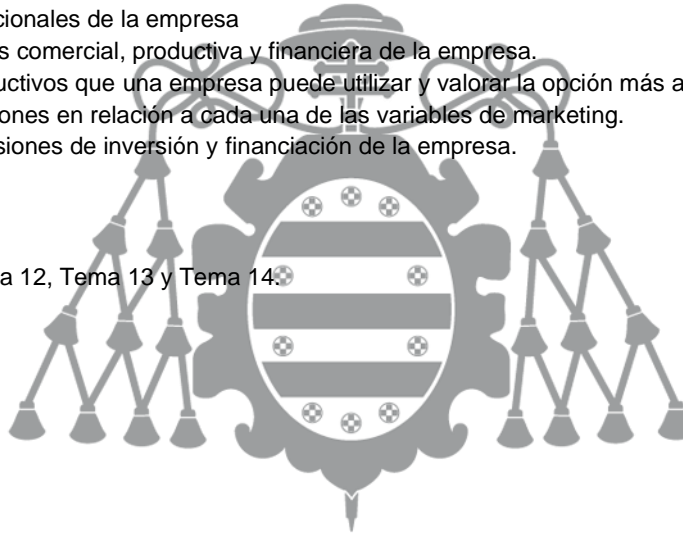 cionales de la empresa
s comercial, productiva y financiera de la empresa.
uctivos que una empresa puede utilizar y valorar la opción más a
ones en relación a cada una de las variables de marketing.
siones de inversión y financiación de la empresa.
a 12, Tema 13 y Tema 14.